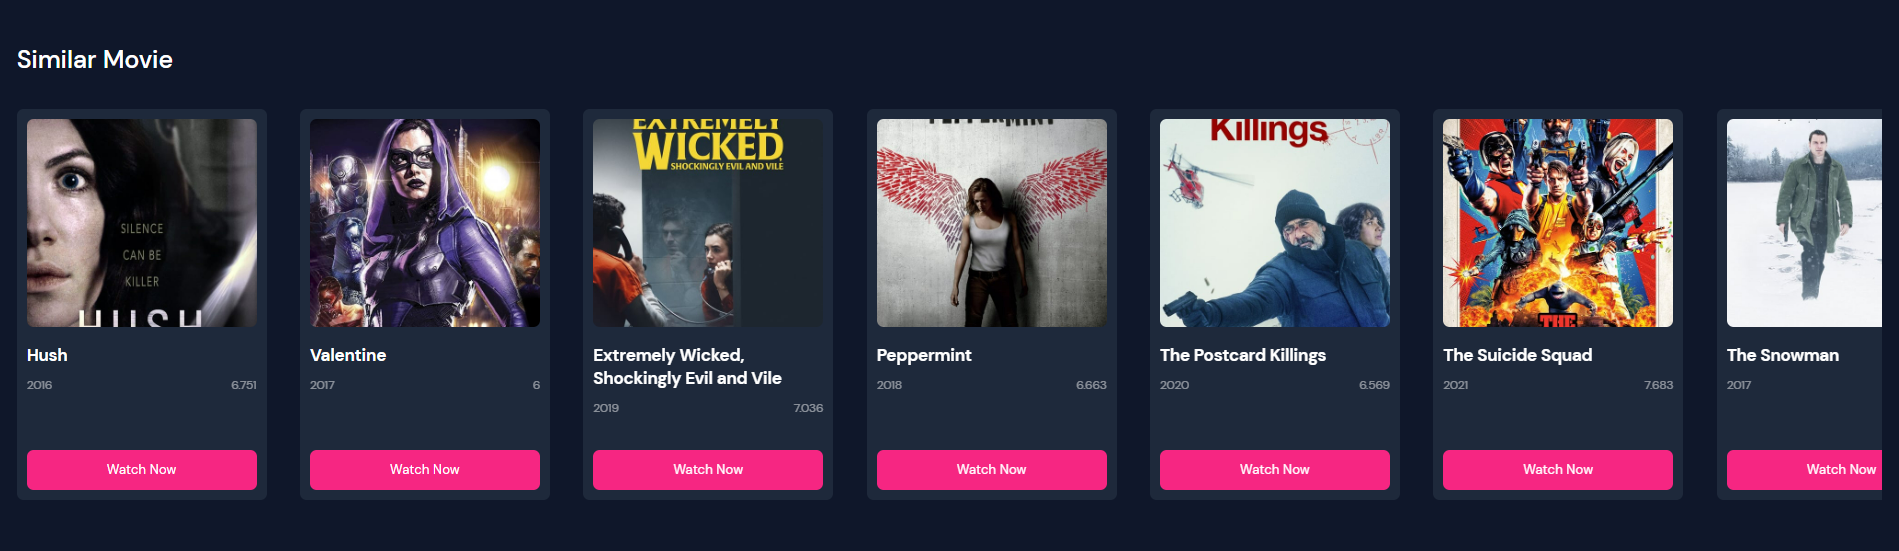 Similar Movie
SILENCE
CAN BE
KILLER
HUSH
Hush
2016 6.751
Watch Now
Valentine
2017 6
Watch Now
EXTREMELY
WICKED
SHOCKINGLY EVIL AND VILE
Extremely Wicked,
Shockingly Evil and Vile
2019 7.036
Watch Now
PEPPERMINT
Peppermint
2018 6.663
Watch Now
Killings
The Postcard Killings
2020 6.569
Watch Now
THE
The Suicide Squad
2021 7.683
Watch Now
The Snowman
2017
Watch Now